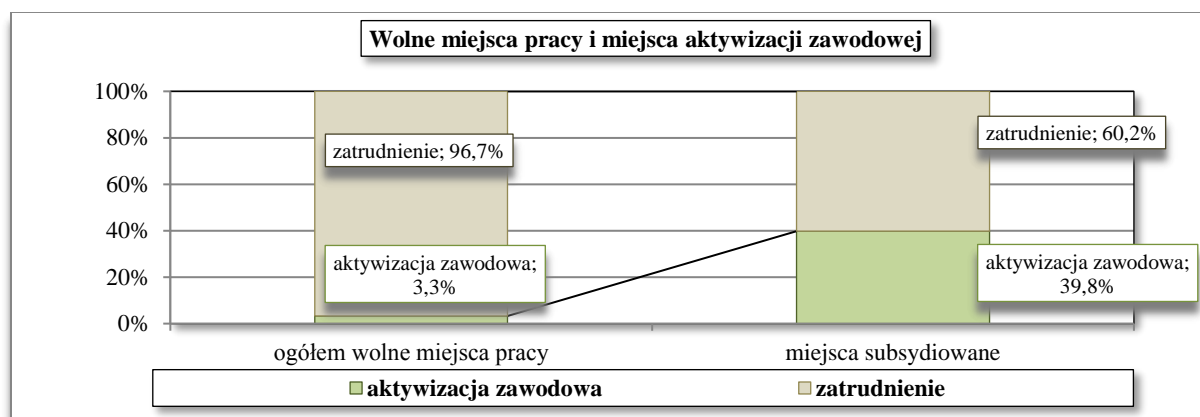 Wolne miejsca pracy i miejsca aktywizacji zawodowej
100%
80%
60%
40%
20%
0%
zatrudnienie; 96,7%
aktywizacja zawodowa;
3,3%
zatrudnienie; 60,2%
aktywizacja zawodowa;
39,8%
ogółem wolne miejsca pracy
miejsca subsydiowane
aktywizacja zawodowa
zatrudnienie